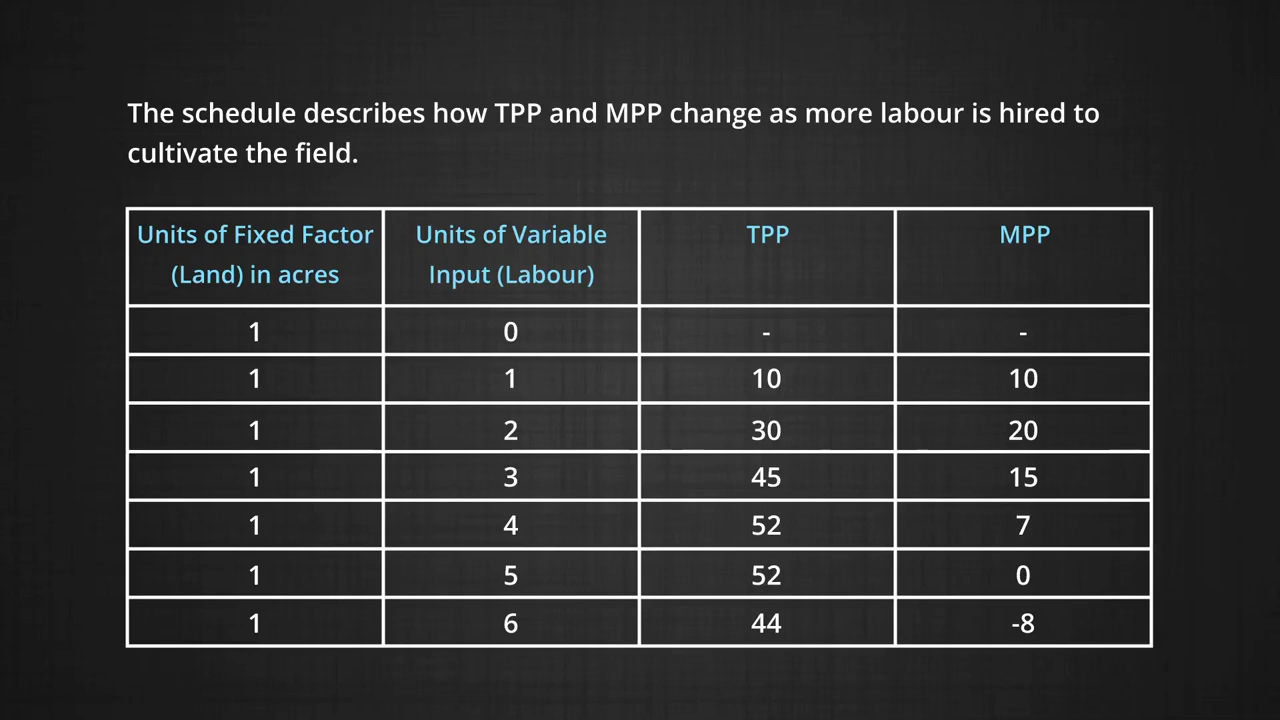 The schedule describes how TPP and MPP change as more labour is hired to
cultivate the field.
Units of Fixed Factor (Land) in acres | Units of Variable Input (Labour) | TPP | MPP
1 | 0 | - | -
1 | 1 | 10 | 10
1 | 2 | 30 | 20
1 | 3 | 45 | 15
1 | 4 | 52 | 7
1 | 5 | 52 | 0
1 | 6 | 44 | -8